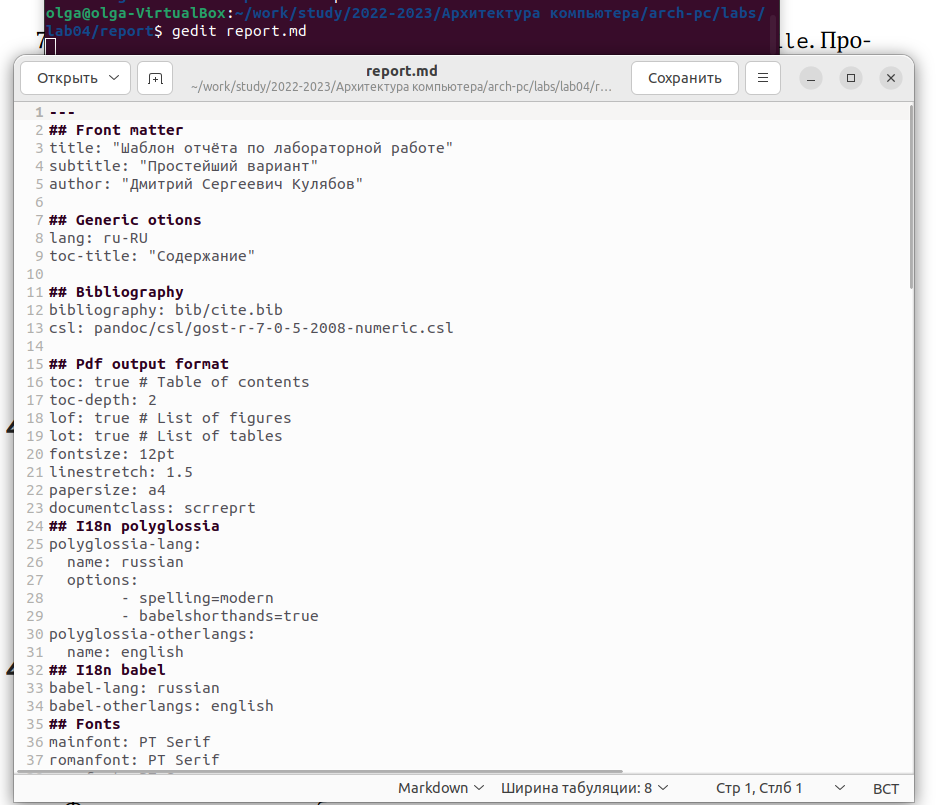 olga@olga-VirtualBox:~/work/study/2022-2023/Архитектура компьютера/arch-pc/labs/
lab04/report$ gedit report.md
7
le. Про-
Открыть
report.md
~/work/study/2022-2023/Архитектура компьютера/arch-pc/labs/lab04/r…
Сохранить
1 ---
2 ## Front matter
3 title: "Шаблон отчёта по лабораторной работе"
4 subtitle: "Простейший вариант"
5 author: "Дмитрий Сергеевич Кулябов"
6
7 ## Generic otions
8 lang: ru-RU
9 toc-title: "Содержание"
10
11 ## Bibliography
12 bibliography: bib/cite.bib
13 csl: pandoc/csl/gost-r-7-0-5-2008-numeric.csl
14
15 ## Pdf output format
16 toc: true # Table of contents
17 toc-depth: 2
18 lof: true # List of figures
19 lot: true # List of tables
20 fontsize: 12pt
21 linestretch: 1.5
22 papersize: a4
23 documentclass: scrreprt
24 ## I18n polyglossia
25 polyglossia-lang:
26   name: russian
27   options:
28         - spelling=modern
29         - babelshorthands=true
30 polyglossia-otherlangs:
31   name: english
32 ## I18n babel
33 babel-lang: russian
34 babel-otherlangs: english
35 ## Fonts
36 mainfont: PT Serif
37 romanfont: PT Serif
Markdown
Ширина табуляции: 8
Стр 1, Стлб 1
ВСТ